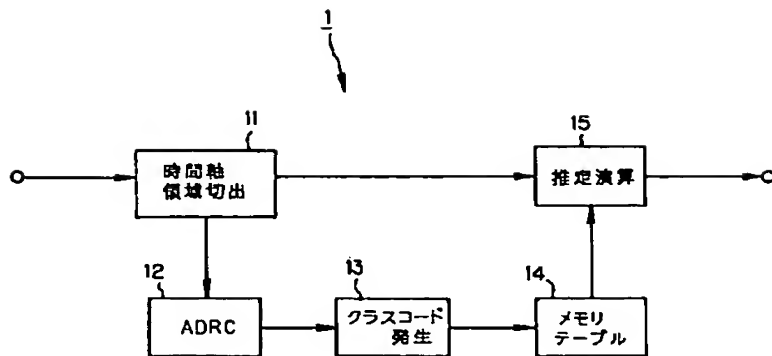 1
11
時間軸
領域切出
15
推定演算
12
ADRC
13
クラスコード
発生
14
メモリ
テーブル